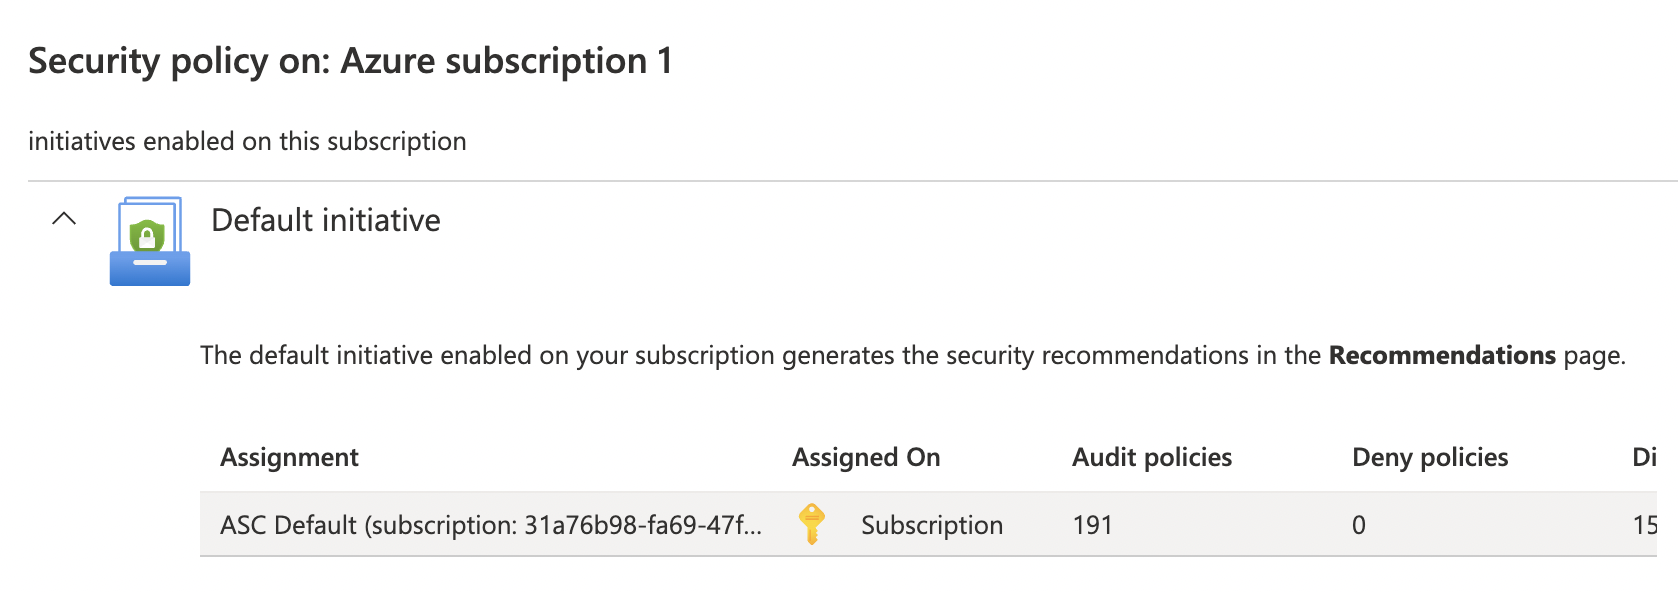 Security policy on: Azure subscription 1
initiatives enabled on this subscription
Default initiative
The default initiative enabled on your subscription generates the security recommendations in the Recommendations page.
Assignment Assigned On Audit policies Deny policies Di
ASC Default (subscription: 31a76b98-fa69-47f... Subscription 191 0 15